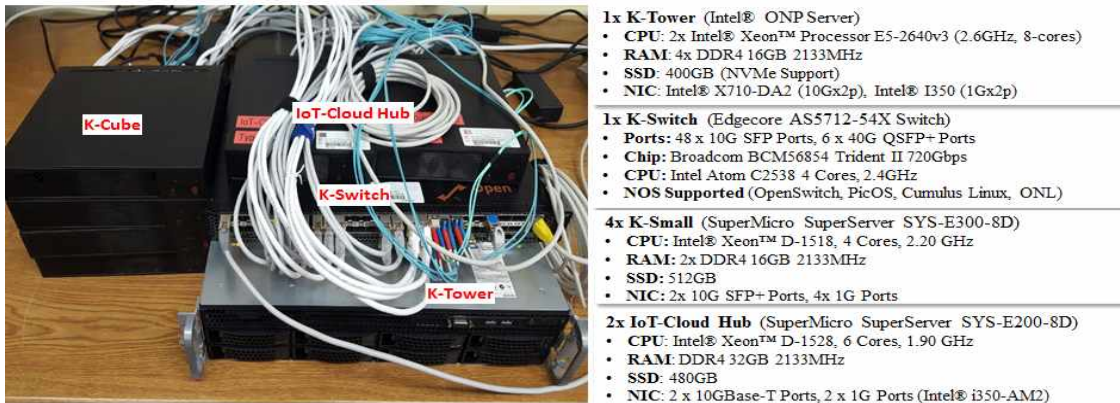 K-Cube
IoT-Cloud Hub
K-Switch
Open
K-Tower
1x K-Tower (Intel® ONP Server)
• CPU: 2x Intel® Xeon™ Processor E5-2640v3 (2.6GHz, 8-cores)
• RAM: 4x DDR4 16GB 2133MHz
• SSD: 400GB (NVMe Support)
• NIC: Intel® X710-DA2 (10Gx2p), Intel® I350 (1Gx2p)
1x K-Switch (Edgecore AS5712-54X Switch)
• Ports: 48 x 10G SFP Ports, 6 x 40G QSFP+ Ports
• Chip: Broadcom BCM56854 Trident II 720Gbps
• CPU: Intel Atom C2538 4 Cores, 2.4GHz
• NOS Supported (OpenSwitch, PicOS, Cumulus Linux, ONL)
4x K-Small (SuperMicro SuperServer SYS-E300-8D)
• CPU: Intel® Xeon™ D-1518, 4 Cores, 2.20 GHz
• RAM: 2x DDR4 16GB 2133MHz
• SSD: 512GB
• NIC: 2x 10G SFP+ Ports, 4x 1G Ports
2x IoT-Cloud Hub (SuperMicro SuperServer SYS-E200-8D)
• CPU: Intel® Xeon™ D-1528, 6 Cores, 1.90 GHz
• RAM: DDR4 32GB 2133MHz
• SSD: 480GB
• NIC: 2 x 10GBase-T Ports, 2 x 1G Ports (Intel® i350-AM2)